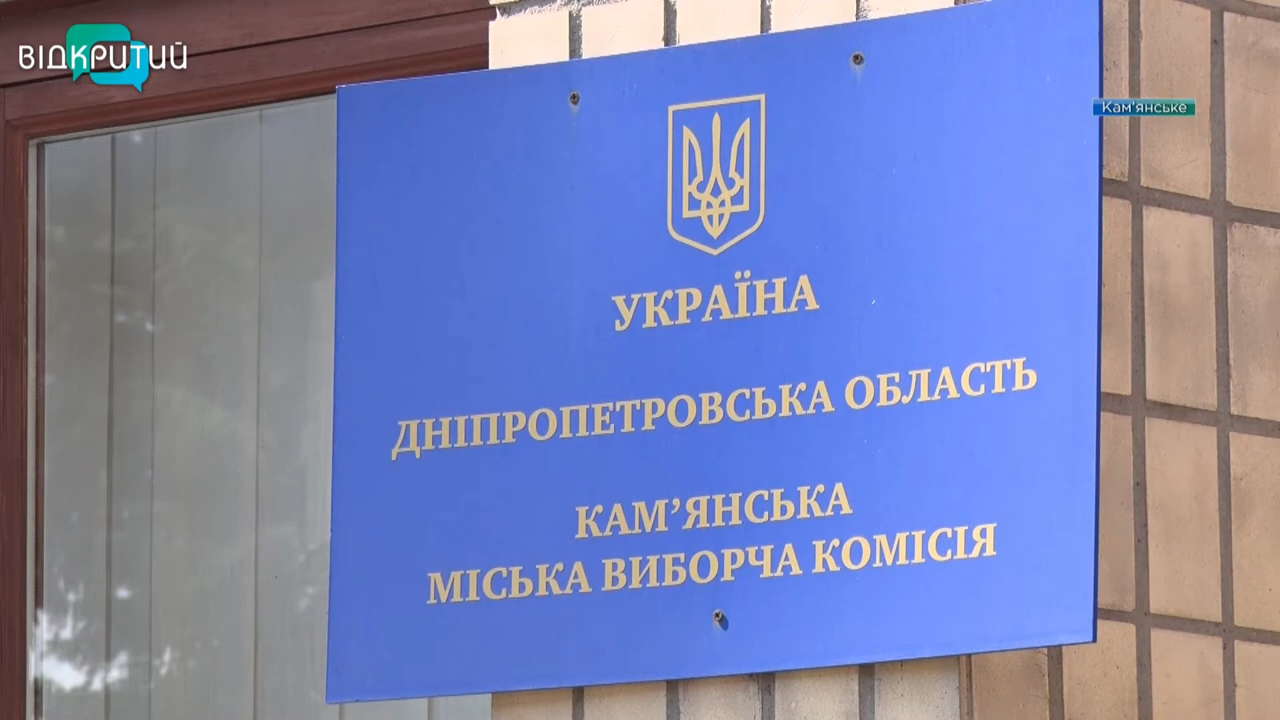 ВІДКРИТИЙ
Кам'янське
УКРАЇНА
ДНІПРОПЕТРОВСЬКА ОБЛАСТЬ
КАМ’ЯНСЬКА
МІСЬКА ВИБОРЧА КОМІСІЯ